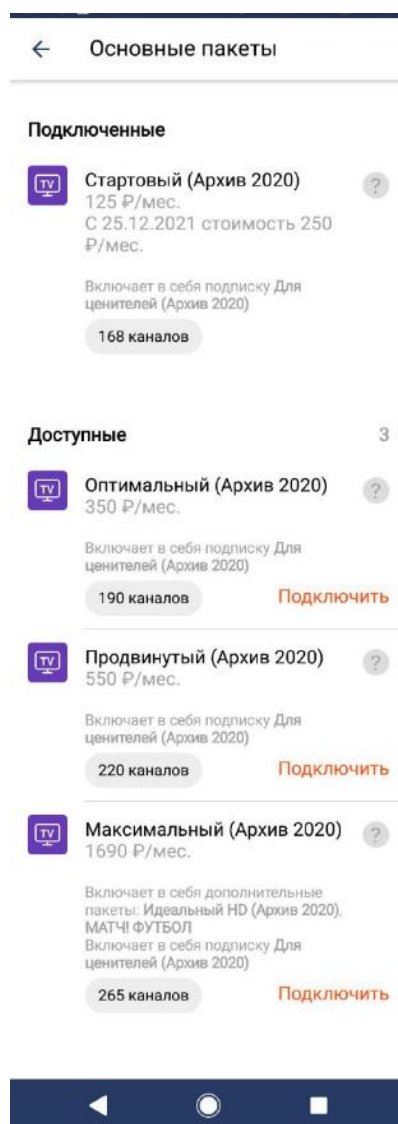 Основные пакеты
Подключенные
TV
Стартовый (Архив 2020)
?
125 ₽/мес.
С 25.12.2021 стоимость 250
₽/мес.
Включает в себя подписку Для
ценителей (Архив 2020)
168 каналов
Доступные 3
TV
Оптимальный (Архив 2020)
?
350 ₽/мес.
Включает в себя подписку Для
ценителей (Архив 2020)
190 каналов Подключить
TV
Продвинутый (Архив 2020)
?
550 ₽/мес.
Включает в себя подписку Для
ценителей (Архив 2020)
220 каналов Подключить
TV
Максимальный (Архив 2020)
?
1690 ₽/мес.
Включает в себя дополнительные
пакеты: Идеальный HD (Архив 2020),
МАТЧ! ФУТБОЛ
Включает в себя подписку Для
ценителей (Архив 2020)
265 каналов Подключить